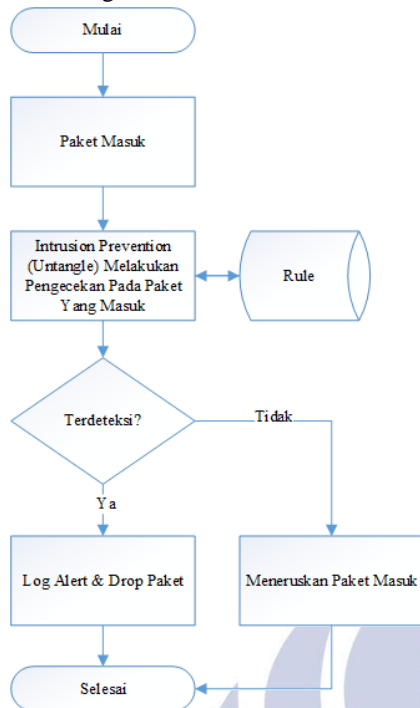 Mulai
Paket Masuk
Intrusion Prevention
(Untangle) Melakukan
Pengecekan Pada Paket
Yang Masuk
Rule
Terdeteksi?
Tidak
Ya
Log Alert & Drop Paket
Meneruskan Paket Masuk
Selesai